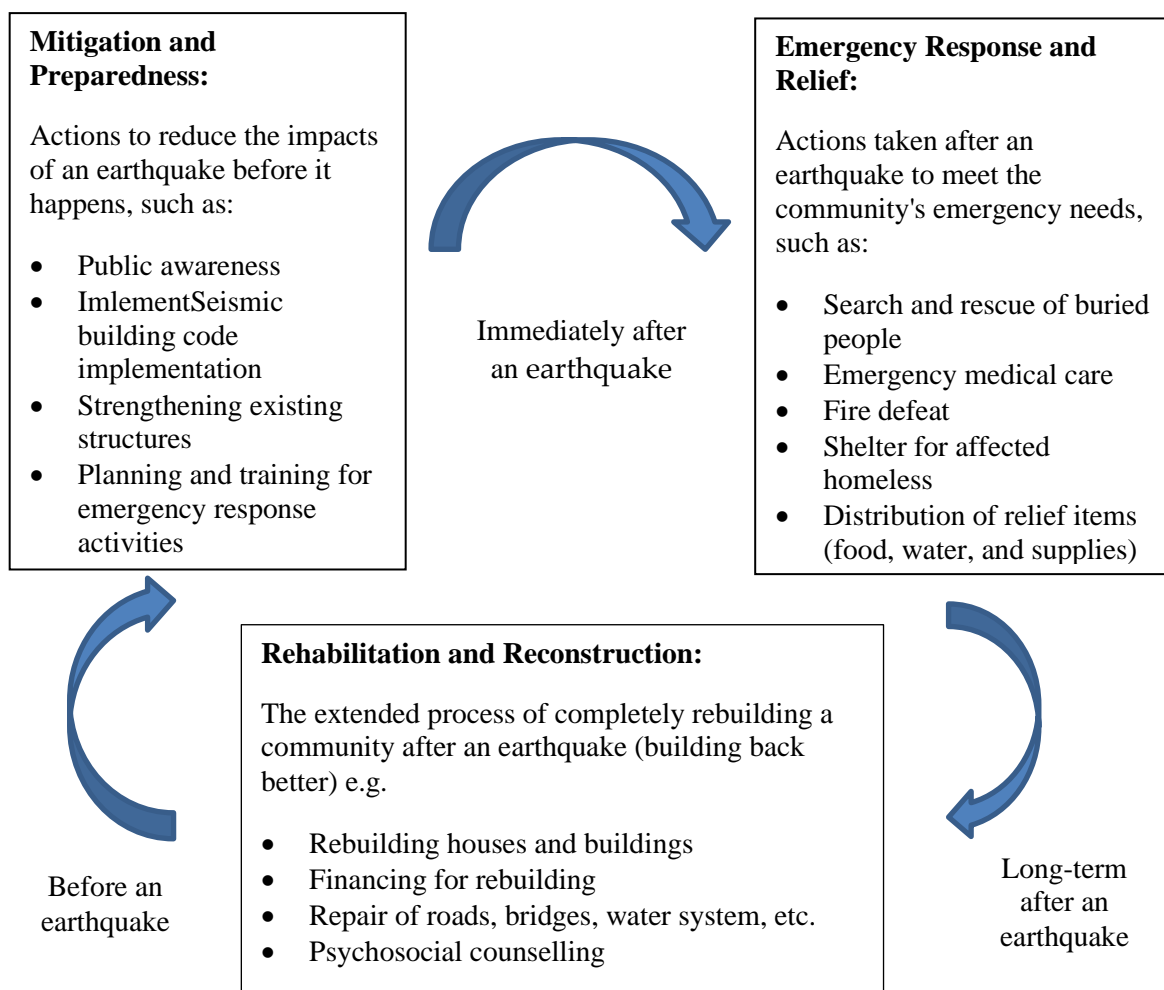 Mitigation and
Preparedness:
Actions to reduce the impacts
of an earthquake before it
happens, such as:
• Public awareness
• ImlementSeismic
building code
implementation
• Strengthening existing
structures
• Planning and training for
emergency response
activities
Immediately after
an earthquake
Emergency Response and
Relief:
Actions taken after an
earthquake to meet the
community's emergency needs,
such as:
• Search and rescue of buried
people
• Emergency medical care
• Fire defeat
• Shelter for affected
homeless
• Distribution of relief items
(food, water, and supplies)
Before an
earthquake
Rehabilitation and Reconstruction:
The extended process of completely rebuilding a
community after an earthquake (building back
better) e.g.
• Rebuilding houses and buildings
• Financing for rebuilding
• Repair of roads, bridges, water system, etc.
• Psychosocial counselling
Long-term
after an
earthquake